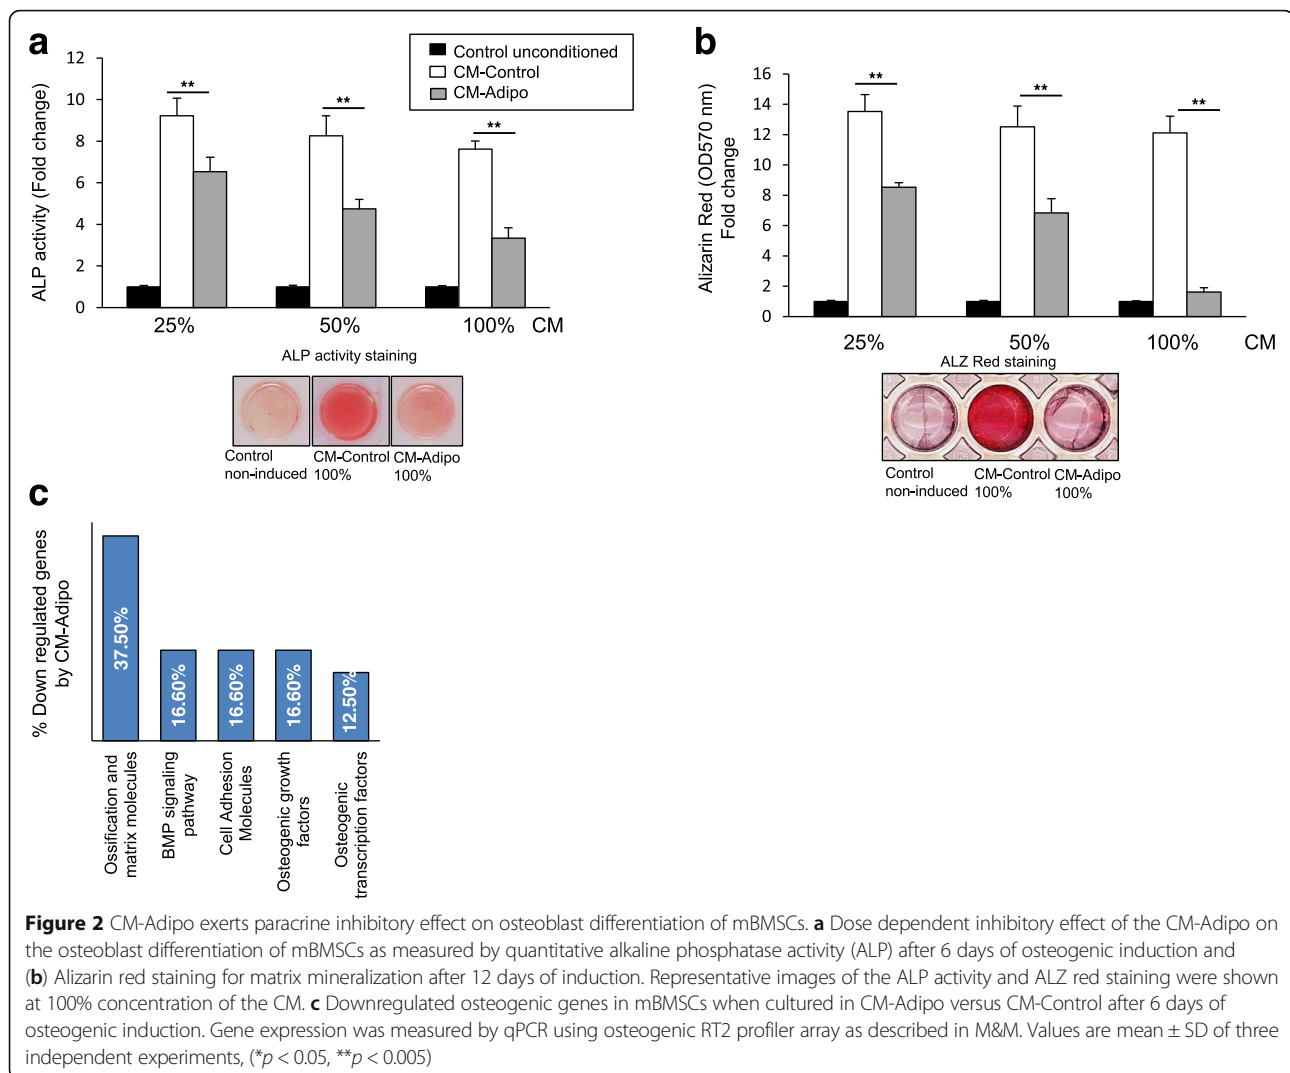 a
12
10
8
6
4
2
0
ALP activity (Fold change)
**
**
**
25%
50%
100%
CM
Control unconditioned
CM-Control
CM-Adipo
ALP activity staining
Control
non-induced
CM-Control
100%
CM-Adipo
100%
b
16
14
12
10
8
6
4
2
0
Alizarin Red (OD570 nm)
Fold change
**
**
**
25%
50%
100%
CM
ALZ Red staining
Control
non-induced
CM-Control
100%
CM-Adipo
100%
c
% Down regulated genes
by CM-Adipo
37.50%
16.60%
16.60%
16.60%
12.50%
Ossification and
matrix molecules
BMP signaling
pathway
Cell Adhesion
Molecules
Osteogenic growth
factors
Osteogenic
transcription factors
Figure 2 CM-Adipo exerts paracrine inhibitory effect on osteoblast differentiation of mBMSCs. a Dose dependent inhibitory effect of the CM-Adipo on
the osteoblast differentiation of mBMSCs as measured by quantitative alkaline phosphatase activity (ALP) after 6 days of osteogenic induction and
(b) Alizarin red staining for matrix mineralization after 12 days of induction. Representative images of the ALP activity and ALZ red staining were shown
at 100% concentration of the CM. c Downregulated osteogenic genes in mBMSCs when cultured in CM-Adipo versus CM-Control after 6 days of
osteogenic induction. Gene expression was measured by qPCR using osteogenic RT2 profiler array as described in M&M. Values are mean ± SD of three
independent experiments, (*p < 0.05, **p < 0.005)